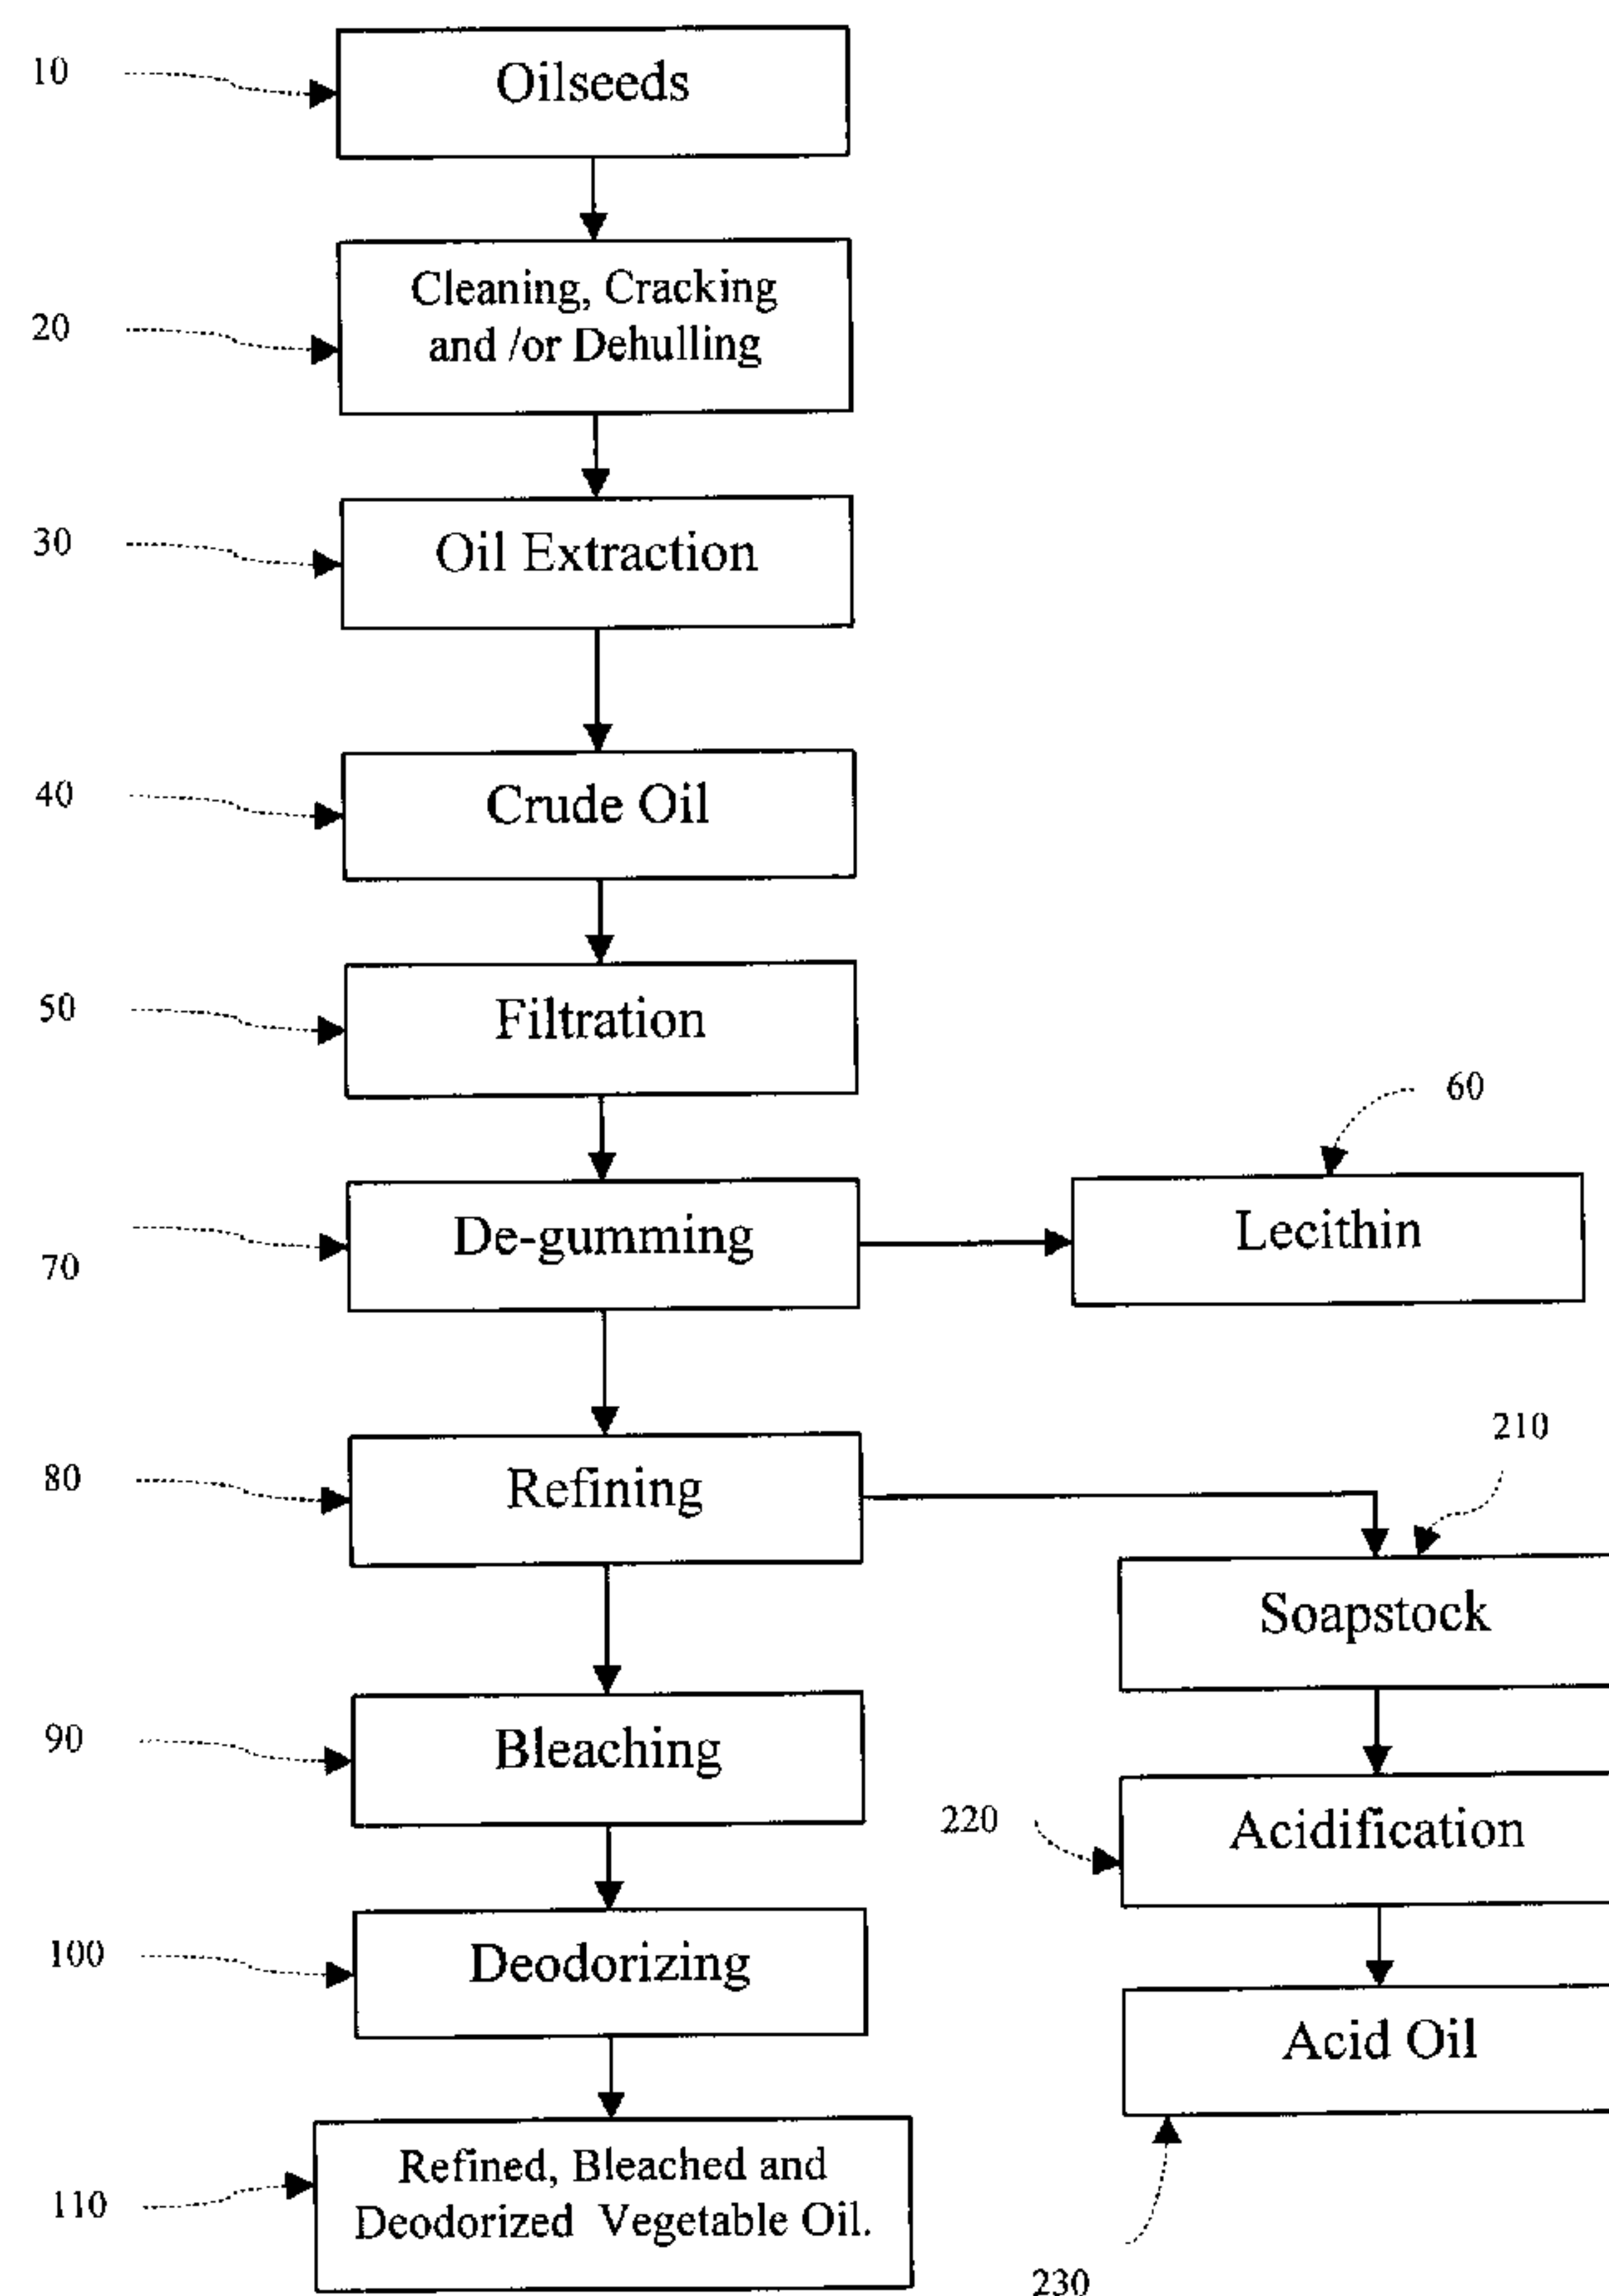 10
Oilseeds
20
Cleaning, Cracking
and /or Dehulling
30
Oil Extraction
40
Crude Oil
50
Filtration
60
70
De-gumming
Lecithin
80
Refining
210
Soapstock
90
Bleaching
220
Acidification
100
Deodorizing
Acid Oil
110
Refined, Bleached and
Deodorized Vegetable Oil.
230